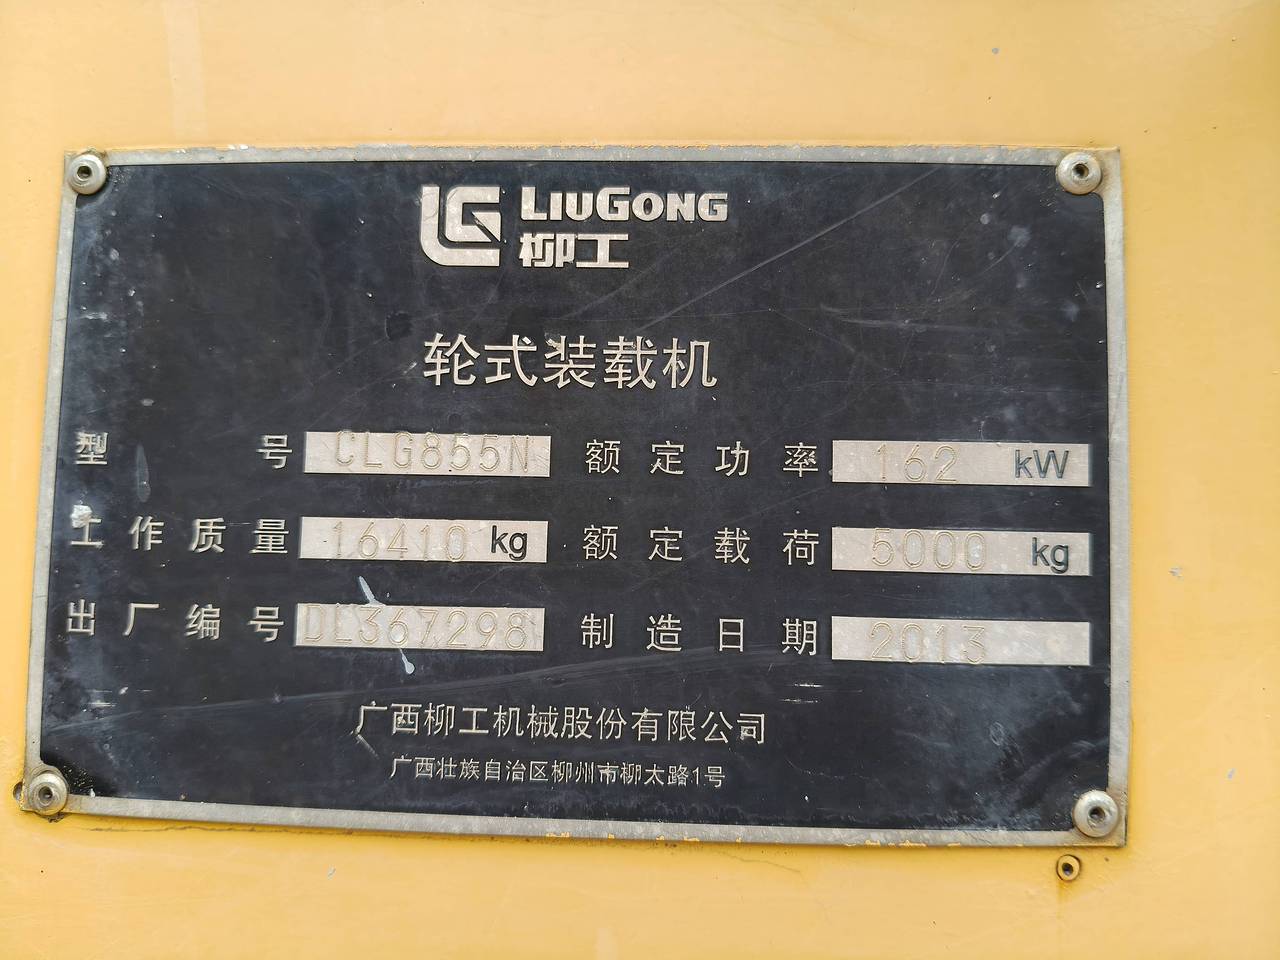 LG LIUGONG
柳工
轮式装载机
型号 CLG855N 额定功率 162 kW
工作质量 16410 kg 额定载荷 5000 kg
出厂编号 DL367298 制造日期 2013
广西柳工机械股份有限公司
广西壮族自治区柳州市柳太路1号